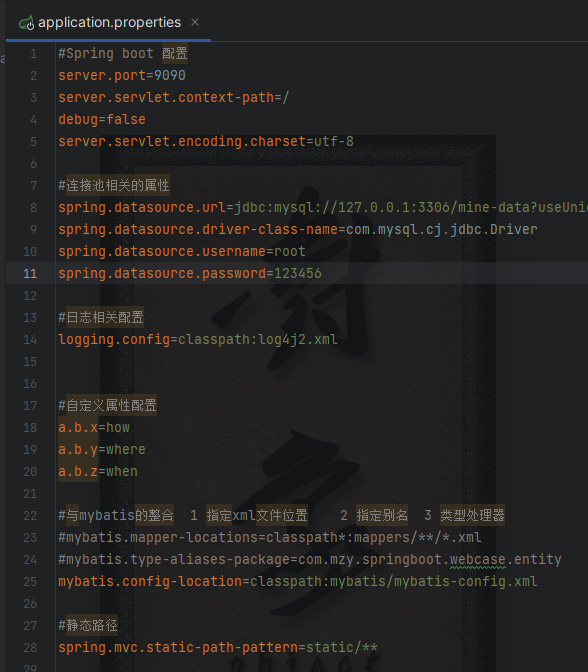 application.properties
1 #Spring boot 配置
2 server.port=9090
3 server.servlet.context-path=/
4 debug=false
5 server.servlet.encoding.charset=utf-8
6
7 #连接池相关的属性
8 spring.datasource.url=jdbc:mysql://127.0.0.1:3306/mine-data?useUni
9 spring.datasource.driver-class-name=com.mysql.cj.jdbc.Driver
10 spring.datasource.username=root
11 spring.datasource.password=123456
12
13 #日志相关配置
14 logging.config=classpath:log4j2.xml
15
16
17 #自定义属性配置
18 a.b.x=how
19 a.b.y=where
20 a.b.z=when
21
22 #与mybatis的整合 1 指定xml文件位置 2 指定别名 3 类型处理器
23 #mybatis.mapper-locations=classpath*:mappers/**/*.xml
24 #mybatis.type-aliases-package=com.mzy.springboot.webcase.entity
25 mybatis.config-location=classpath:mybatis/mybatis-config.xml
26
27 #静态路径
28 spring.mvc.static-path-pattern=static/**
29